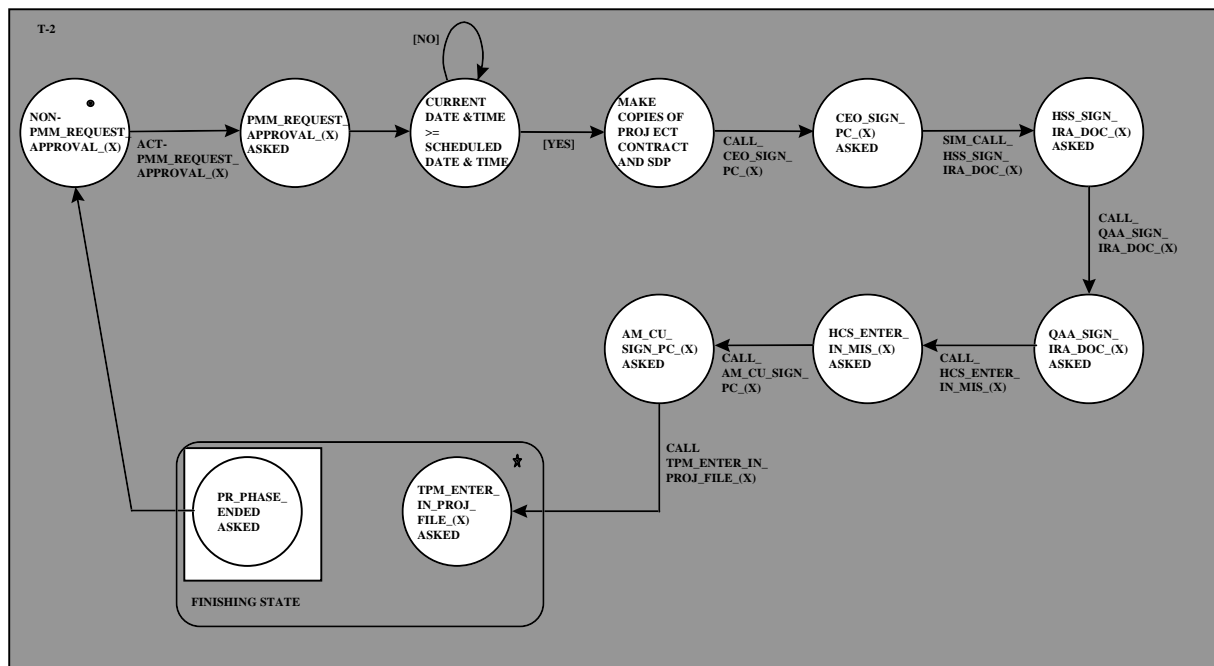 T-2
[NO]
NON-
PMM_REQUEST_
APPROVAL_(X)
ACT-
PMM_REQUEST_
APPROVAL_(X)
PMM_REQUEST_
APPROVAL_(X)
ASKED
CURRENT
DATE &TIME
>=
SCHEDULED
DATE & TIME
[YES]
MAKE
COPIES OF
PROJ ECT
CONTRACT
AND SDP
CALL_
CEO_SIGN_
PC_(X)
CEO_SIGN_
PC_(X)
ASKED
SIM_CALL_
HSS_SIGN_
IRA_DOC_(X)
HSS_SIGN_
IRA_DOC_(X)
ASKED
CALL_
QAA_SIGN_
IRA_DOC_(X)
QAA_SIGN_
IRA_DOC_(X)
ASKED
CALL_
HCS_ENTER_
IN_MIS_(X)
HCS_ENTER_
IN_MIS_(X)
ASKED
CALL_
AM_CU_SIGN_
PC_(X)
AM_CU_
SIGN_PC_(X)
ASKED
CALL
TPM_ENTER_IN_
PROJ_FILE_(X)
TPM_ENTER_
IN_PROJ_
FILE_(X)
ASKED
PR_PHASE_
ENDED
ASKED
FINISHING STATE